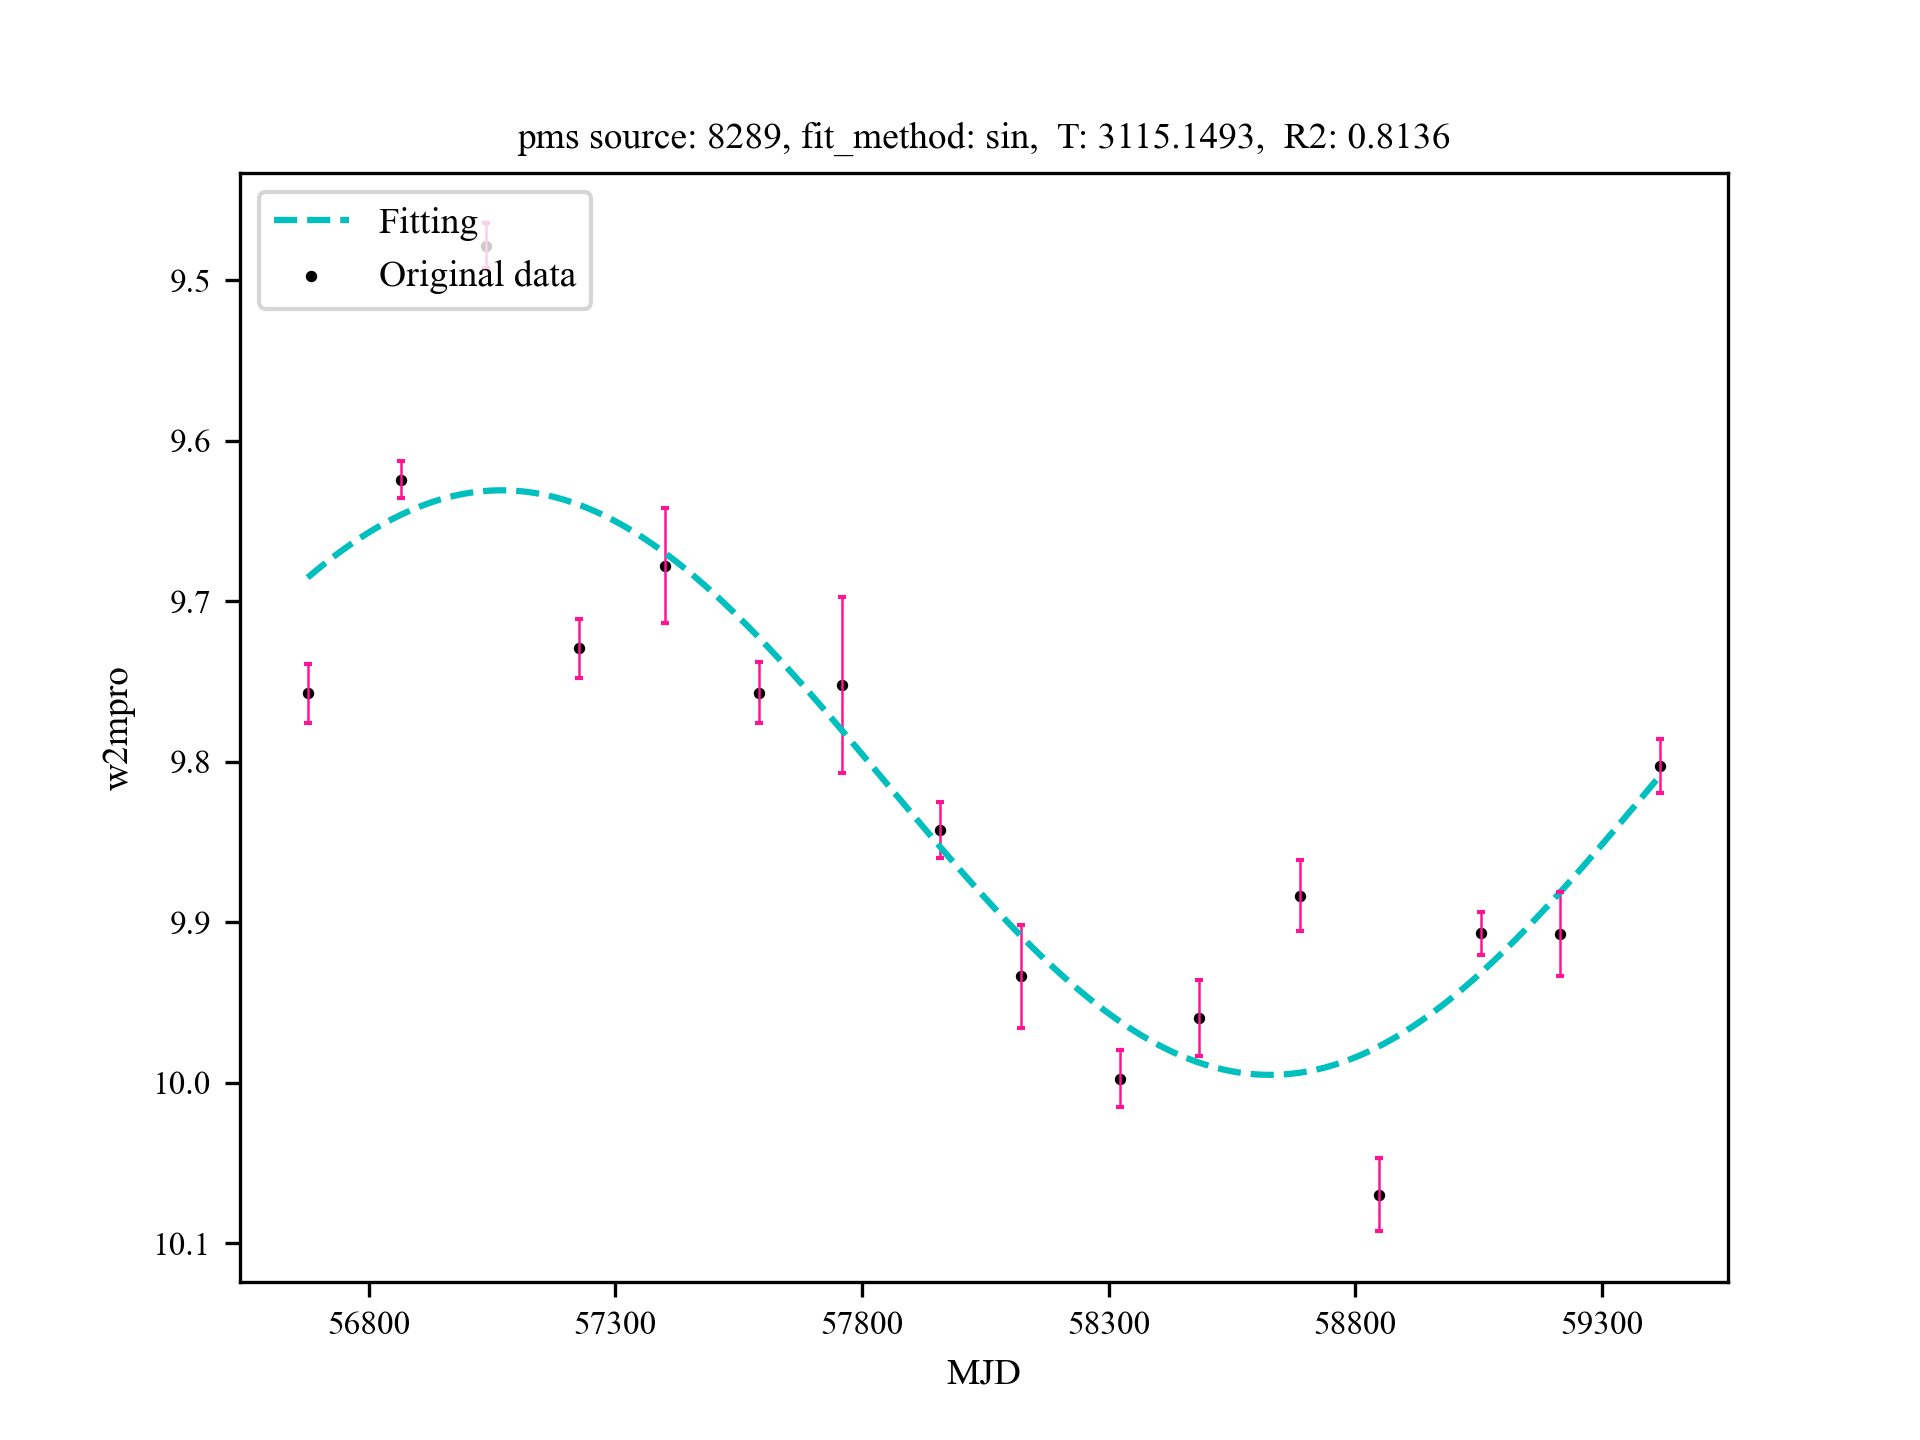 pms source: 8289, fit_method: sin,  T: 3115.1493,  R2: 0.8136
Fitting
Original data
9.5
9.6
9.7
9.8
9.9
10.0
10.1
w2mpro
56800 57300 57800 58300 58800 59300
MJD